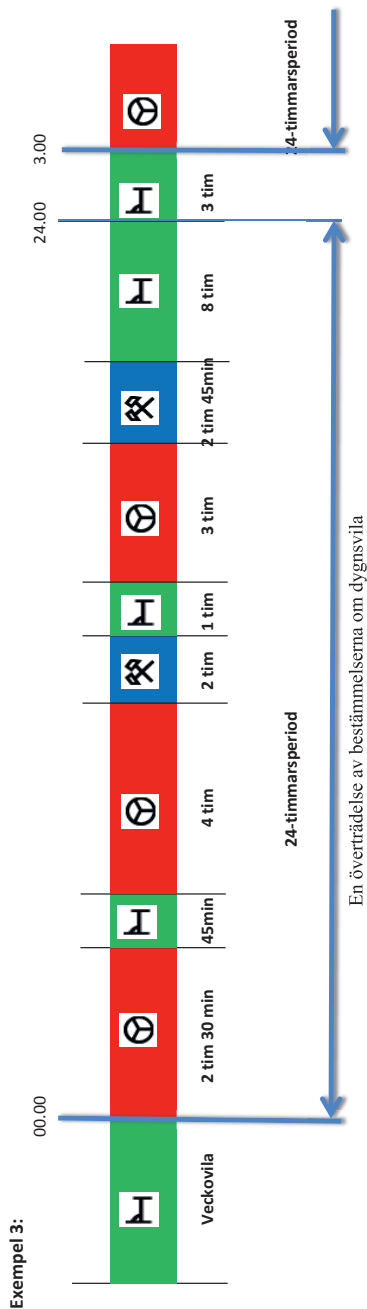 Exempel 3:
00.00
24.00
3.00
Veckovila
2 tim 30 min
45min
4 tim
2 tim
1 tim
3 tim
2 tim 45min
8 tim
3 tim
24-timmarsperiod
24-timmarsperiod
En överträdelse av bestämmelserna om dygnsvila